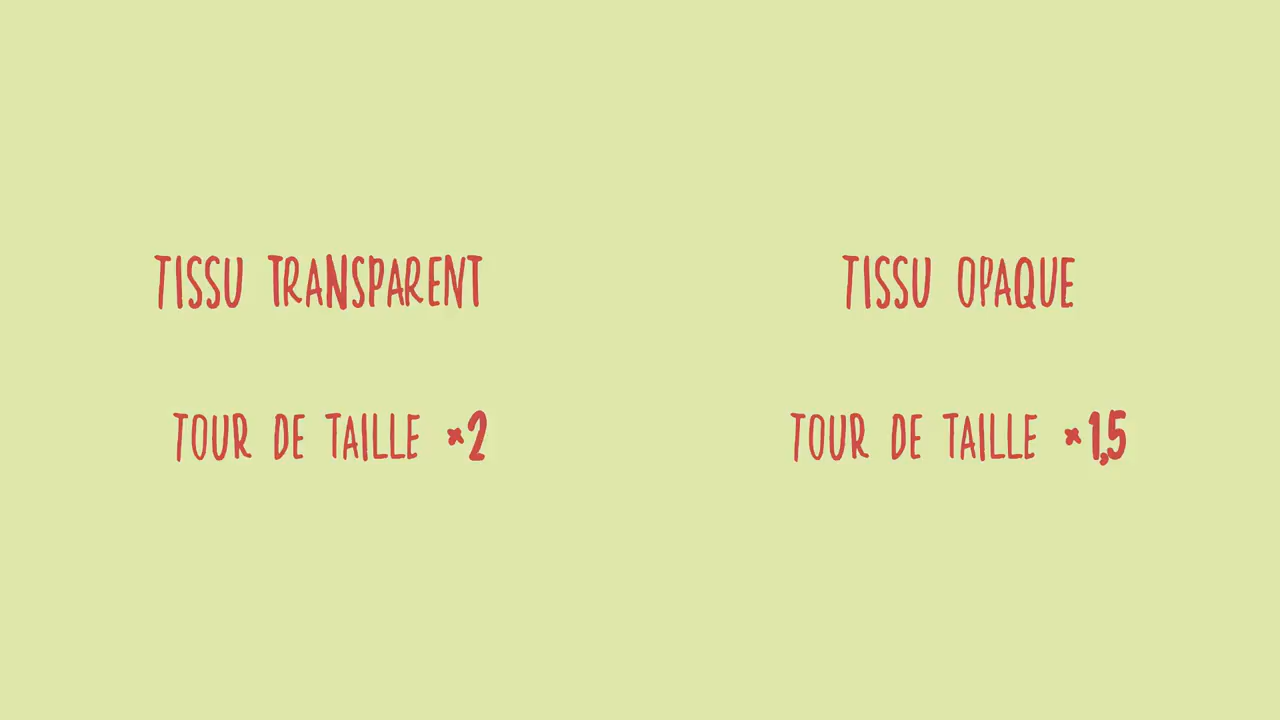 TISSU TRANSPARENT
TOUR DE TAILLE ×2
TISSU OPAQUE
TOUR DE TAILLE ×1,5